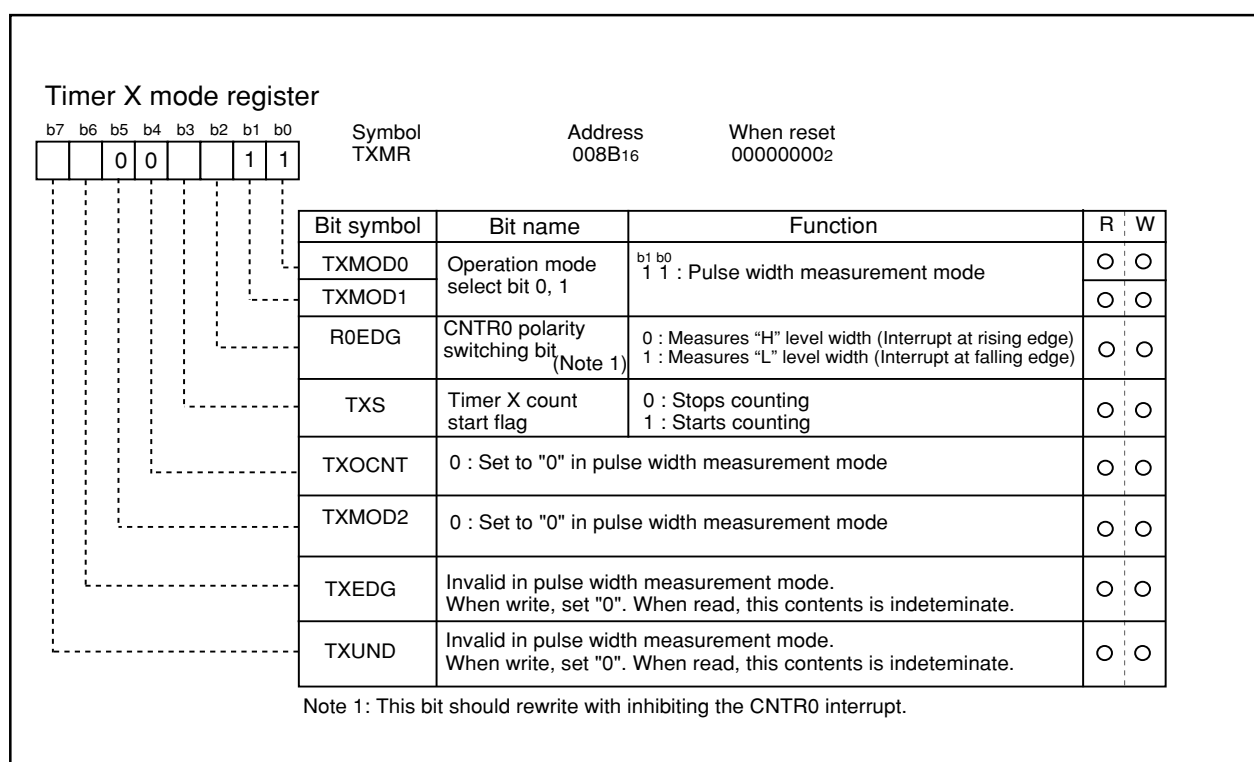 Timer X mode register
b7 b6 b5 b4 b3 b2 b1 b0
0 0 1 1
Symbol Address When reset
TXMR 008B16 000000002
Bit symbol Bit name Function R W
TXMOD0
TXMOD1
Operation mode
select bit 0, 1
b1 b0
1 1 : Pulse width measurement mode
R0EDG
CNTR0 polarity
switching bit
(Note 1)
0 : Measures “H” level width (Interrupt at rising edge)
1 : Measures “L” level width (Interrupt at falling edge)
TXS
Timer X count
start flag
0 : Stops counting
1 : Starts counting
TXOCNT
0 : Set to "0" in pulse width measurement mode
TXMOD2
0 : Set to "0" in pulse width measurement mode
TXEDG
Invalid in pulse width measurement mode.
When write, set "0". When read, this contents is indeteminate.
TXUND
Invalid in pulse width measurement mode.
When write, set "0". When read, this contents is indeteminate.
Note 1: This bit should rewrite with inhibiting the CNTR0 interrupt.